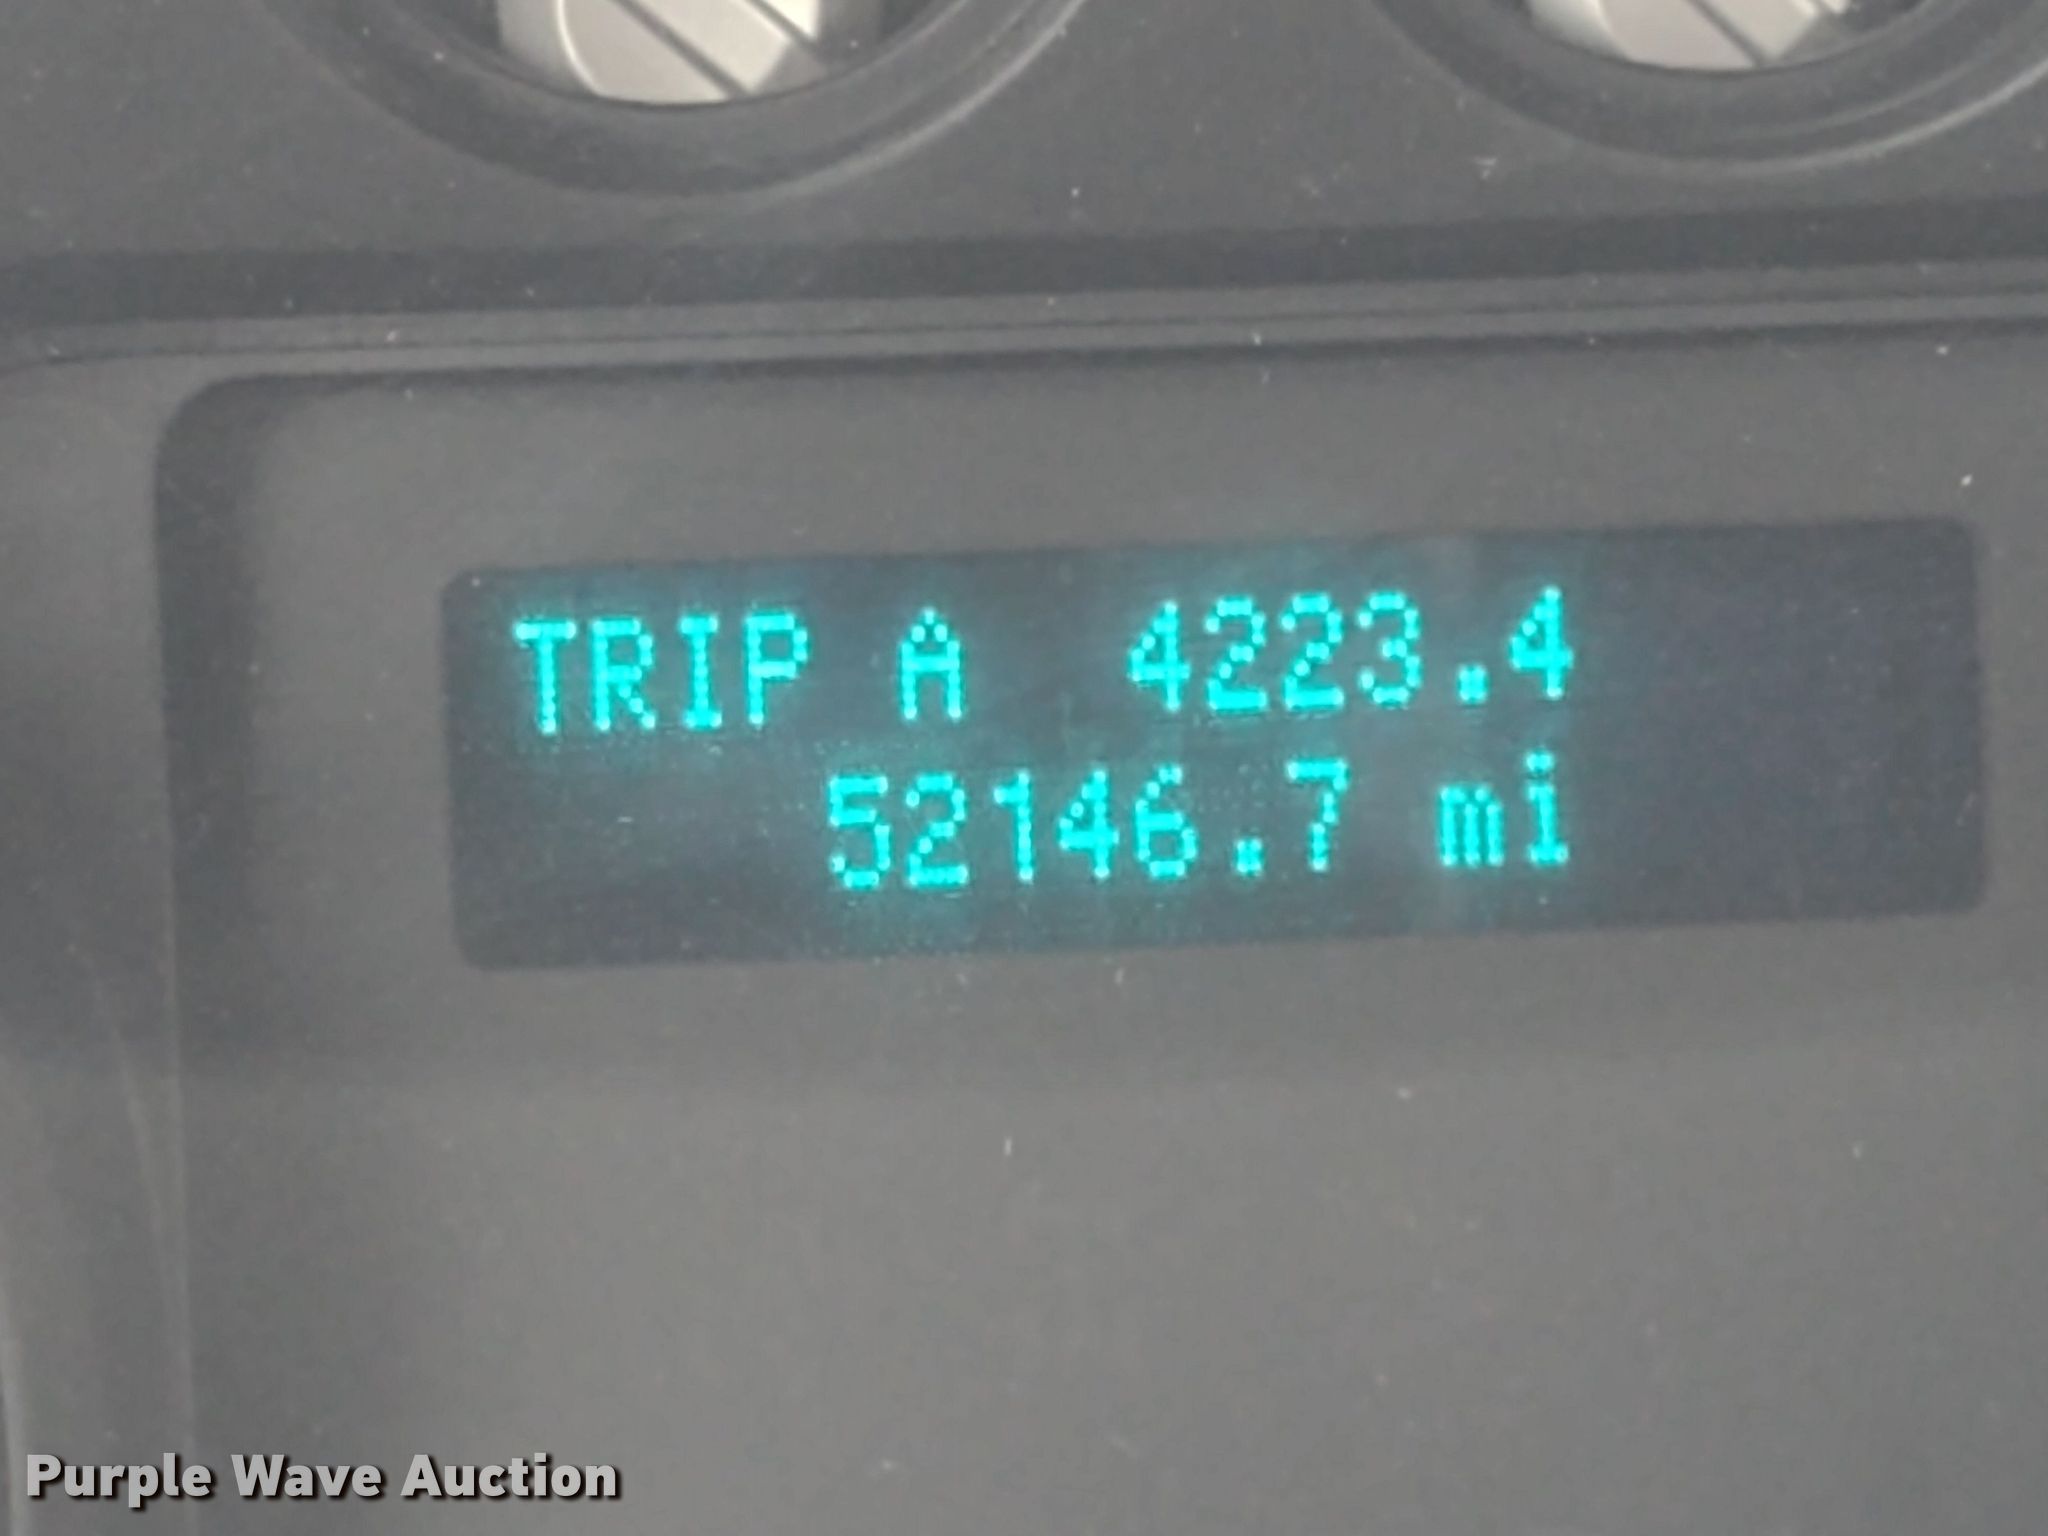 TRIP A 4223.4
52146.7 mi
Purple Wave Auction